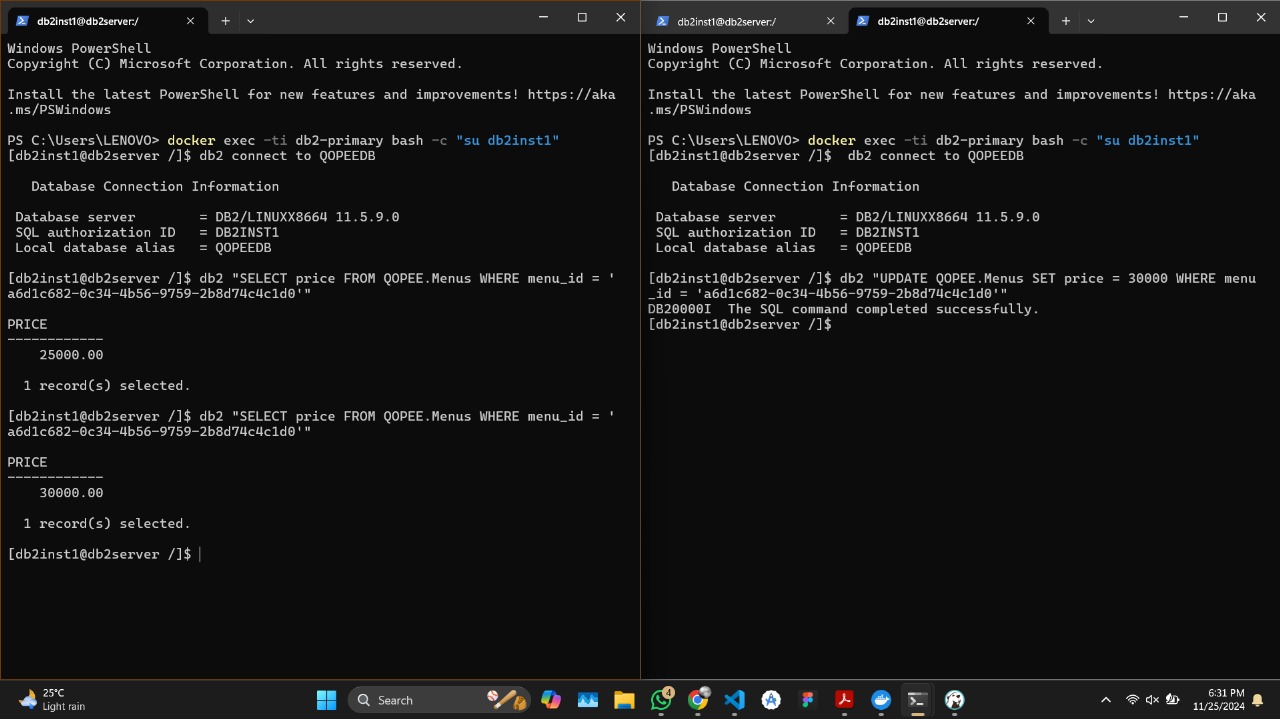 db2inst1@db2server:/
Windows PowerShell
Copyright (C) Microsoft Corporation. All rights reserved.
Install the latest PowerShell for new features and improvements! https://aka
.ms/PSWindows
PS C:\Users\LENOVO> docker exec -ti db2-primary bash -c "su db2inst1"
[db2inst1@db2server /]$ db2 connect to QOPEEDB
Database Connection Information
Database server = DB2/LINUXX8664 11.5.9.0
SQL authorization ID = DB2INST1
Local database alias = QOPEEDB
[db2inst1@db2server /]$ db2 "SELECT price FROM QOPEE.Menus WHERE menu_id = '
a6d1c682-0c34-4b56-9759-2b8d74c4c1d0'"
PRICE
------------
25000.00
1 record(s) selected.
[db2inst1@db2server /]$ db2 "SELECT price FROM QOPEE.Menus WHERE menu_id = '
a6d1c682-0c34-4b56-9759-2b8d74c4c1d0'"
PRICE
------------
30000.00
1 record(s) selected.
[db2inst1@db2server /]$
db2inst1@db2server:/
db2inst1@db2server:/
Windows PowerShell
Copyright (C) Microsoft Corporation. All rights reserved.
Install the latest PowerShell for new features and improvements! https://aka
.ms/PSWindows
PS C:\Users\LENOVO> docker exec -ti db2-primary bash -c "su db2inst1"
[db2inst1@db2server /]$  db2 connect to QOPEEDB
Database Connection Information
Database server = DB2/LINUXX8664 11.5.9.0
SQL authorization ID = DB2INST1
Local database alias = QOPEEDB
[db2inst1@db2server /]$ db2 "UPDATE QOPEE.Menus SET price = 30000 WHERE menu
_id = 'a6d1c682-0c34-4b56-9759-2b8d74c4c1d0'"
DB20000I  The SQL command completed successfully.
[db2inst1@db2server /]$
25°C
Light rain
Search
4
6:31 PM
11/25/2024